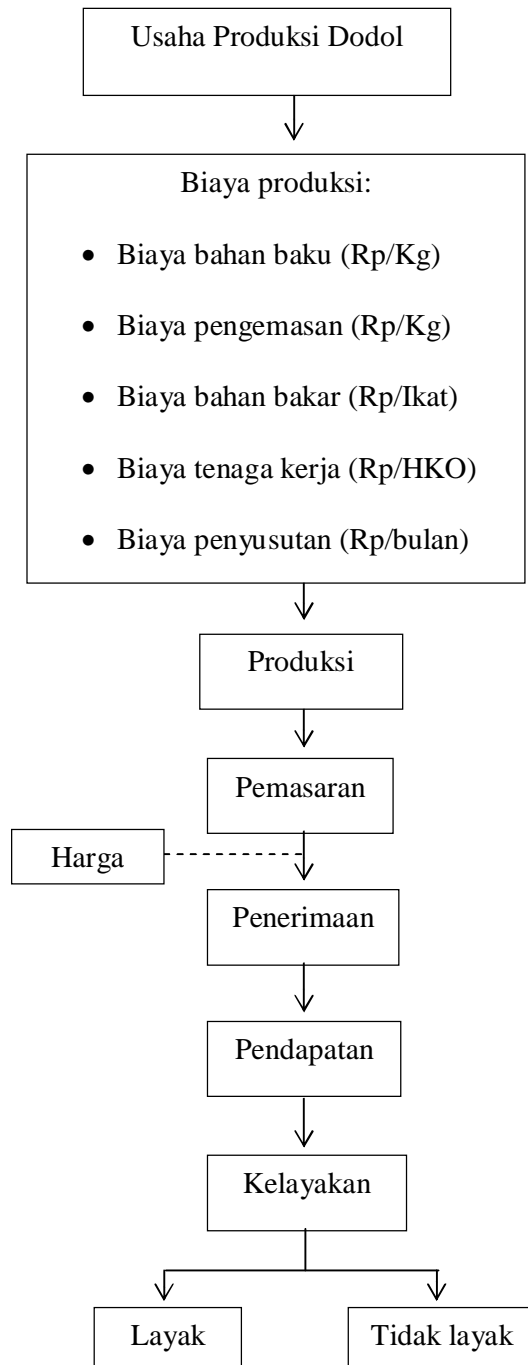 Usaha Produksi Dodol
Biaya produksi:
• Biaya bahan baku (Rp/Kg)
• Biaya pengemasan (Rp/Kg)
• Biaya bahan bakar (Rp/Ikat)
• Biaya tenaga kerja (Rp/HKO)
• Biaya penyusutan (Rp/bulan)
Produksi
Pemasaran
Harga
Penerimaan
Pendapatan
Kelayakan
Layak
Tidak layak